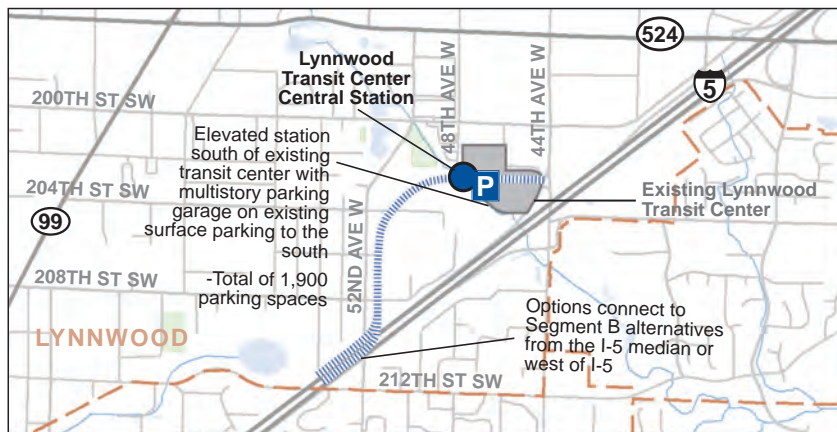 524
5
99
200TH ST SW
204TH ST SW
208TH ST SW
212TH ST SW
48TH AVE W
44TH AVE W
52ND AVE W
LYNNWOOD
Lynnwood
Transit Center
Central Station
P
Elevated station
south of existing
transit center with
multistory parking
garage on existing
surface parking to the
south
-Total of 1,900
parking spaces
Existing Lynnwood
Transit Center
Options connect to
Segment B alternatives
from the I-5 median or
west of I-5